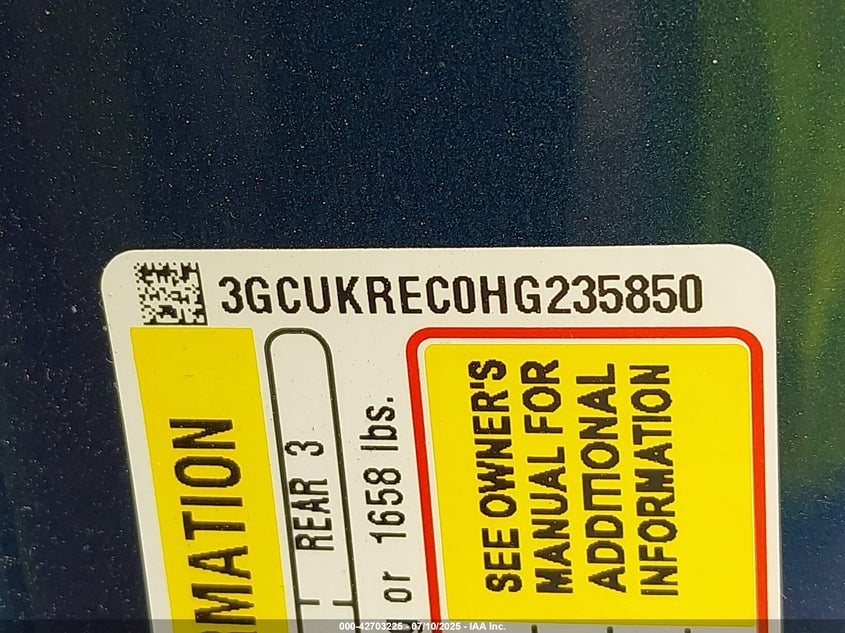 3GCUKREC0HG235850
RMATION
REAR 3
or 1658 lbs.
SEE OWNER'S
MANUAL FOR
ADDITIONAL
INFORMATION
000-42703225 - 07/10/2025 - IAA Inc.